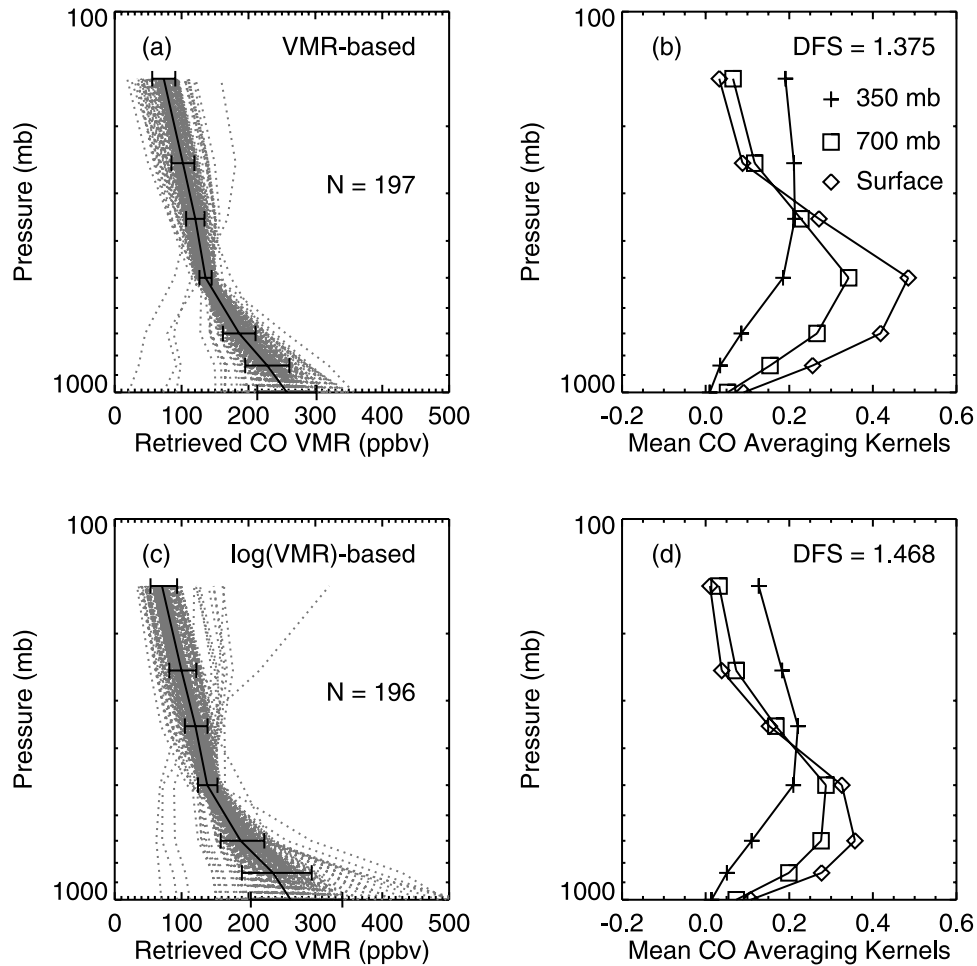 100
(a) VMR-based
Pressure (mb)
N = 197
1000
0 100 200 300 400 500
Retrieved CO VMR (ppbv)
100
(b) DFS = 1.375
350 mb
700 mb
Surface
Pressure (mb)
1000
-0.2 0.0 0.2 0.4 0.6
Mean CO Averaging Kernels
100
(c) log(VMR)-based
Pressure (mb)
N = 196
1000
0 100 200 300 400 500
Retrieved CO VMR (ppbv)
100
(d) DFS = 1.468
Pressure (mb)
1000
-0.2 0.0 0.2 0.4 0.6
Mean CO Averaging Kernels